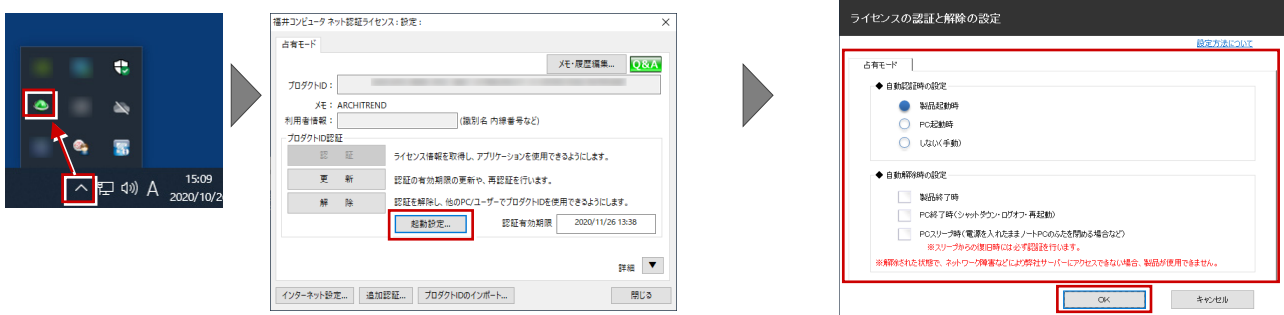 A
15:09
2020/10/2
福井コンピュータ ネット認証ライセンス : 設定 :
占有モード
メモ・履歴編集...
Q&A
プロダクトID :
メモ : ARCHITREND
利用者情報 :
(識別名 内線番号など)
プロダクトID認証
認 証
ライセンス情報を取得し、アプリケーションを使用できるようにします。
更 新
認証の有効期限の更新や、再認証を行います。
解 除
認証を解除し、他のPC/ユーザーでプロダクトIDを使用できるようにします。
起動設定...
認証有効期限
2020/11/26 13:38
詳細 ▼
インターネット設定...
追加認証...
プロダクトIDのインポート...
閉じる
ライセンスの認証と解除の設定
設定方法について
占有モード
◆ 自動認証時の設定
製品起動時
PC起動時
しない(手動)
◆ 自動解除時の設定
製品終了時
PC終了時(シャットダウン・ログオフ・再起動)
PCスリープ時(電源を入れたままノートPCのふたを閉める場合など)
※スリープからの復旧時には必ず認証を行います。
※解除された状態で、ネットワーク障害などにより弊社サーバーにアクセスできない場合、製品が使用できません。
OK
キャンセル